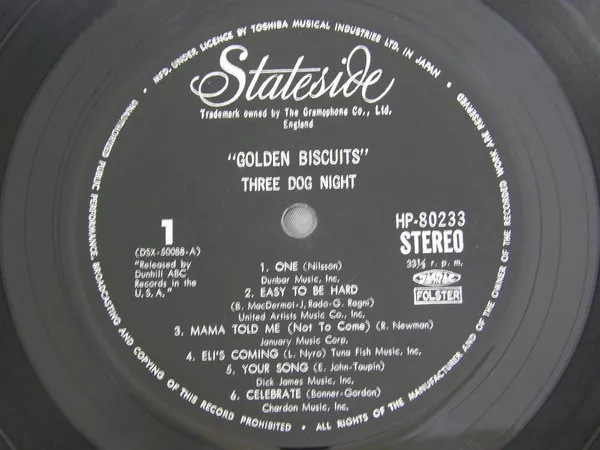 MFD. UNDER LICENCE BY TOSHIBA MUSICAL INDUSTRIES LTD. IN JAPAN •
UNAUTHORIZED PUBLIC PERFORMANCE, BROADCASTING AND COPYING OF THIS RECORD PROHIBITED • ALL RIGHTS OF THE MANUFACTURER AND OF THE OWNER OF THE RECORDED WORK ARE RESERVED
Stateside
Trademark owned by The Gramophone Co., Ltd.
England
"GOLDEN BISCUITS"
THREE DOG NIGHT
1
(DSX-50088-A)
"Released by
Dunhill ABC
Records in the
U.S.A."
HP-80233
STEREO
33⅓ r. p. m.
FOLSTER
1. ONE (Nilsson)
Dunbar Music, Inc.
2. EASY TO BE HARD
(B. MacDermot-J, Rado-G. Ragni)
United Artists Music Co., Inc.
3. MAMA TOLD ME (Not To Come) (R. Newman)
January Music Corp.
4. ELI'S COMING (L. Nyro) Tuna Fish Music, Inc.
5. YOUR SONG (E. John-Taupin)
Dick James Music, Inc.
6. CELEBRATE (Bonner-Gordon)
Chardon Music, Inc.